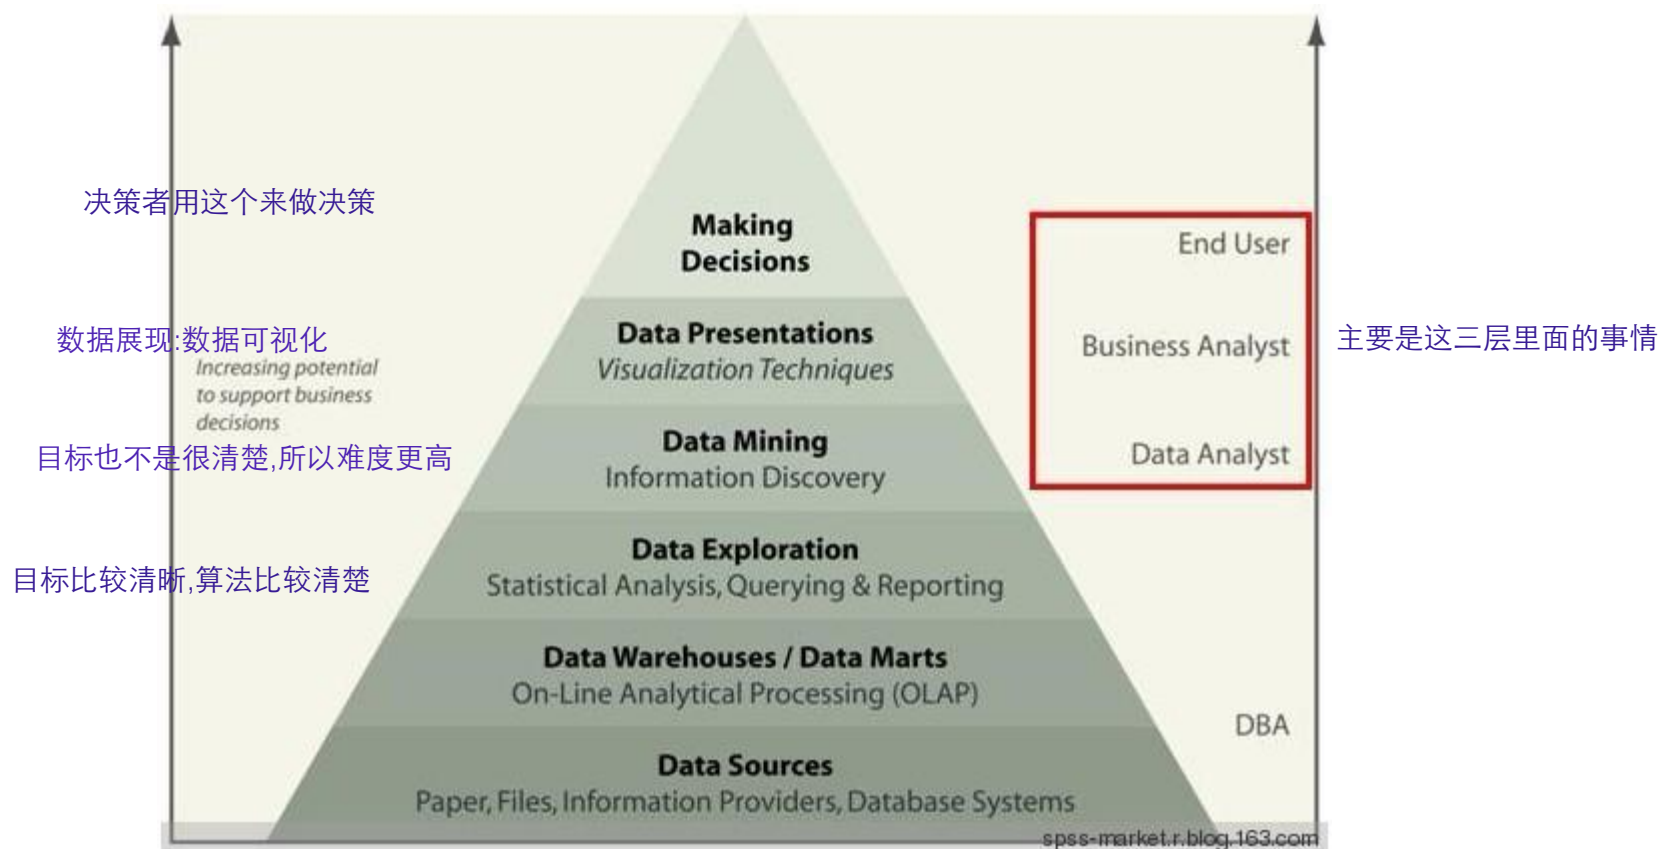 决策者用这个来做决策
Making
Decisions
End User
数据展现:数据可视化
Data Presentations
Visualization Techniques
Business Analyst
主要是这三层里面的事情
Increasing potential
to support business
decisions
目标也不是很清楚,所以难度更高
Data Mining
Information Discovery
Data Analyst
目标比较清晰,算法比较清楚
Data Exploration
Statistical Analysis, Querying & Reporting
Data Warehouses / Data Marts
On-Line Analytical Processing (OLAP)
DBA
Data Sources
Paper, Files, Information Providers, Database Systems
spss-market.r.blog.163.com